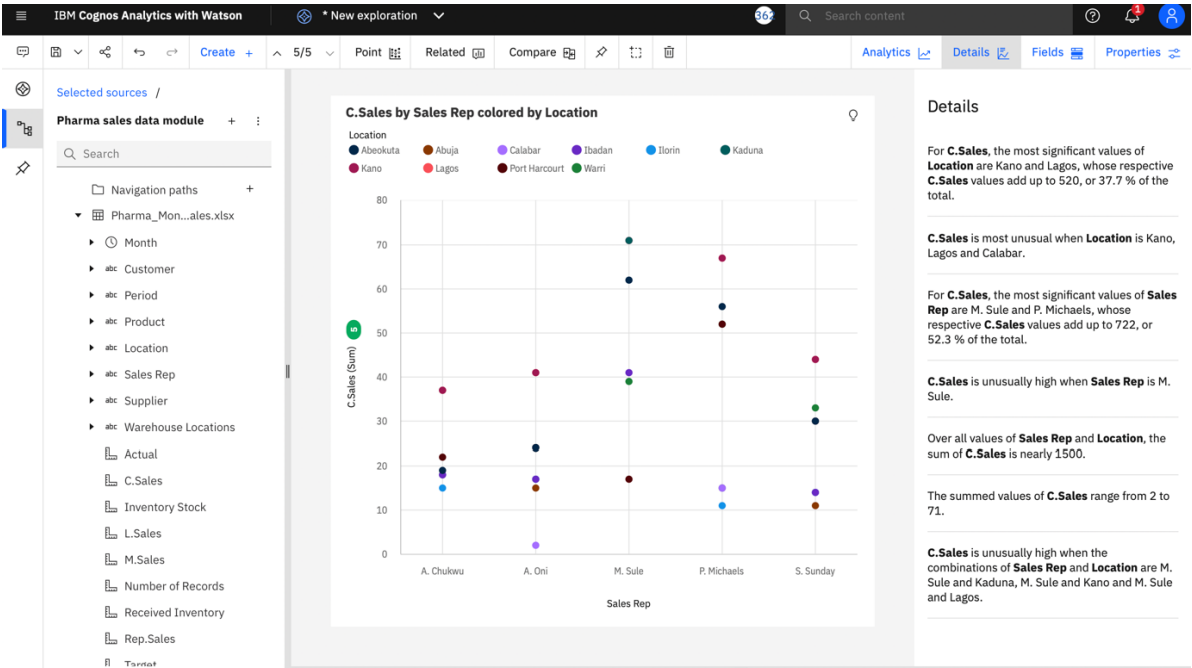 IBM Cognos Analytics with Watson
* New exploration
362
Search content
1
Create +
5/5
Point
Related
Compare
Analytics
Details
Fields
Properties
Selected sources /
Pharma sales data module
Search
Navigation paths
Pharma_Mon...ales.xlsx
Month
abc Customer
abc Period
abc Product
abc Location
abc Sales Rep
abc Supplier
abc Warehouse Locations
Actual
C.Sales
Inventory Stock
L.Sales
M.Sales
Number of Records
Received Inventory
Rep.Sales
Target
C.Sales by Sales Rep colored by Location
Location
Abeokuta Abuja Calabar Ibadan Ilorin Kaduna
Kano Lagos Port Harcourt Warri
80
70
60
50
40
30
20
10
0
5
C.Sales (Sum)
A. Chukwu A. Oni M. Sule P. Michaels S. Sunday
Sales Rep
Details
For C.Sales, the most significant values of
Location are Kano and Lagos, whose respective
C.Sales values add up to 520, or 37.7 % of the
total.
C.Sales is most unusual when Location is Kano,
Lagos and Calabar.
For C.Sales, the most significant values of Sales
Rep are M. Sule and P. Michaels, whose
respective C.Sales values add up to 722, or
52.3 % of the total.
C.Sales is unusually high when Sales Rep is M.
Sule.
Over all values of Sales Rep and Location, the
sum of C.Sales is nearly 1500.
The summed values of C.Sales range from 2 to
71.
C.Sales is unusually high when the
combinations of Sales Rep and Location are M.
Sule and Kaduna, M. Sule and Kano and M. Sule
and Lagos.